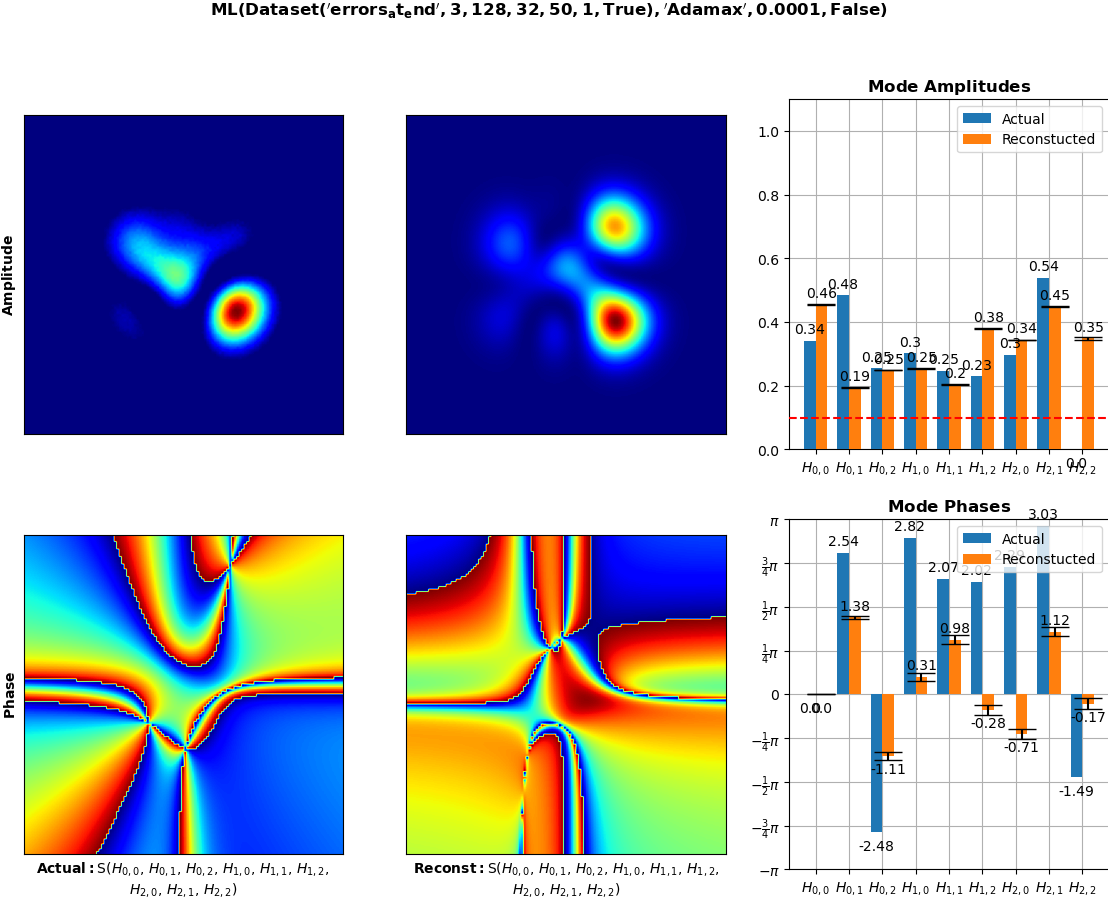 ML(Dataset('errors_at_end', 3, 128, 32, 50, 1, True), 'Adamax', 0.0001, False)
Amplitude
Mode Amplitudes
Actual
Reconstucted
1.0
0.8
0.6
0.4
0.2
0.0
0.34 0.46 0.48 0.19 0.25 0.25 0.3 0.25 0.25 0.2 0.23 0.38 0.3 0.34 0.54 0.45 0.0 0.35
H0,0 H0,1 H0,2 H1,0 H1,1 H1,2 H2,0 H2,1 H2,2
Phase
Mode Phases
Actual
Reconstucted
π
3/4π
1/2π
1/4π
0
−1/4π
−1/2π
−3/4π
−π
0.0 0.0 2.54 1.38 -2.48 -1.11 2.82 0.31 2.07 0.98 2.02 -0.28 -0.71 3.03 1.12 -1.49 -0.17
H0,0 H0,1 H0,2 H1,0 H1,1 H1,2 H2,0 H2,1 H2,2
Actual: S(H0,0, H0,1, H0,2, H1,0, H1,1, H1,2,
H2,0, H2,1, H2,2)
Reconst: S(H0,0, H0,1, H0,2, H1,0, H1,1, H1,2,
H2,0, H2,1, H2,2)